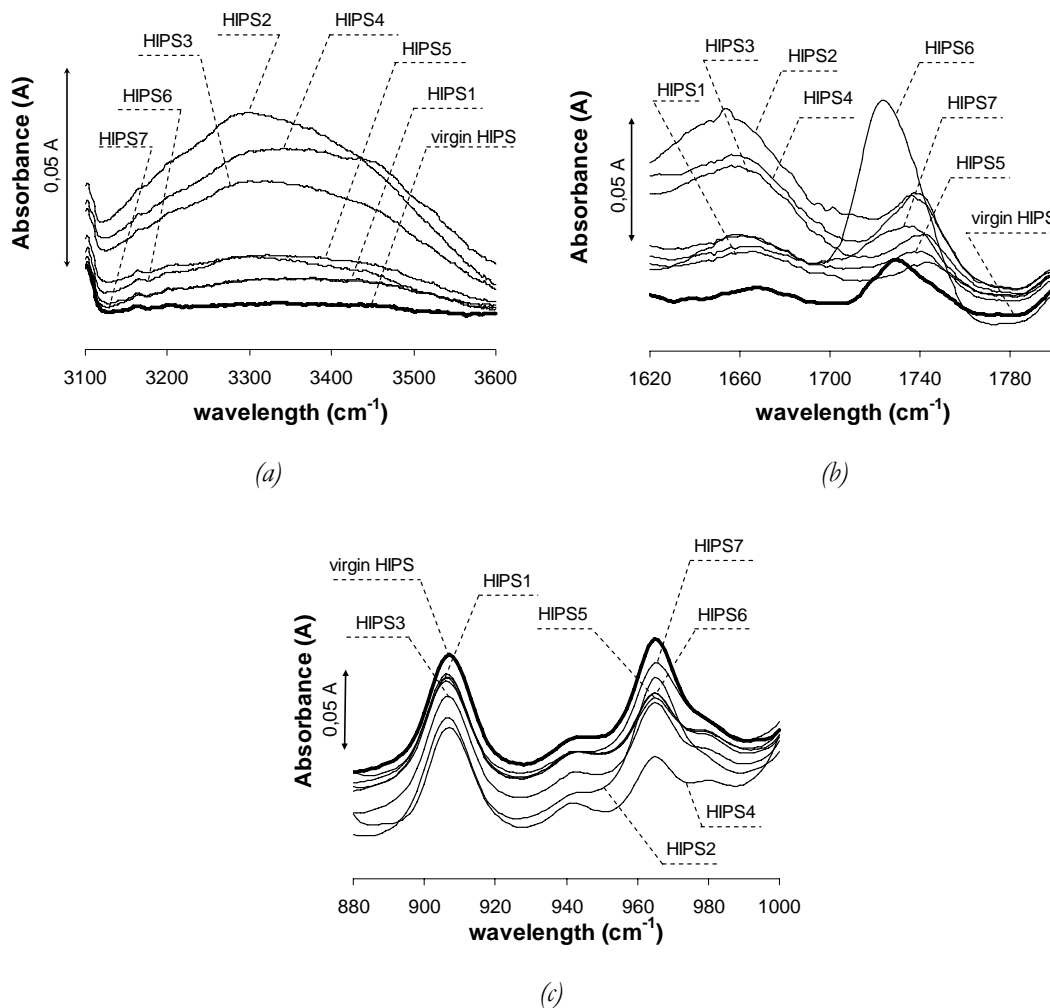 HIPS2
HIPS4
HIPS3
HIPS5
HIPS6
HIPS1
HIPS7
virgin HIPS
Absorbance (A)
0,05 A
3100 3200 3300 3400 3500 3600
wavelength (cm⁻¹)
(a)
HIPS3
HIPS6
HIPS2
HIPS1
HIPS4
HIPS7
HIPS5
virgin HIPS
Absorbance (A)
0,05 A
1620 1660 1700 1740 1780
wavelength (cm⁻¹)
(b)
HIPS7
virgin HIPS
HIPS1
HIPS3
HIPS5
HIPS6
HIPS4
HIPS2
Absorbance (A)
0,05 A
880 900 920 940 960 980 1000
wavelength (cm⁻¹)
(c)